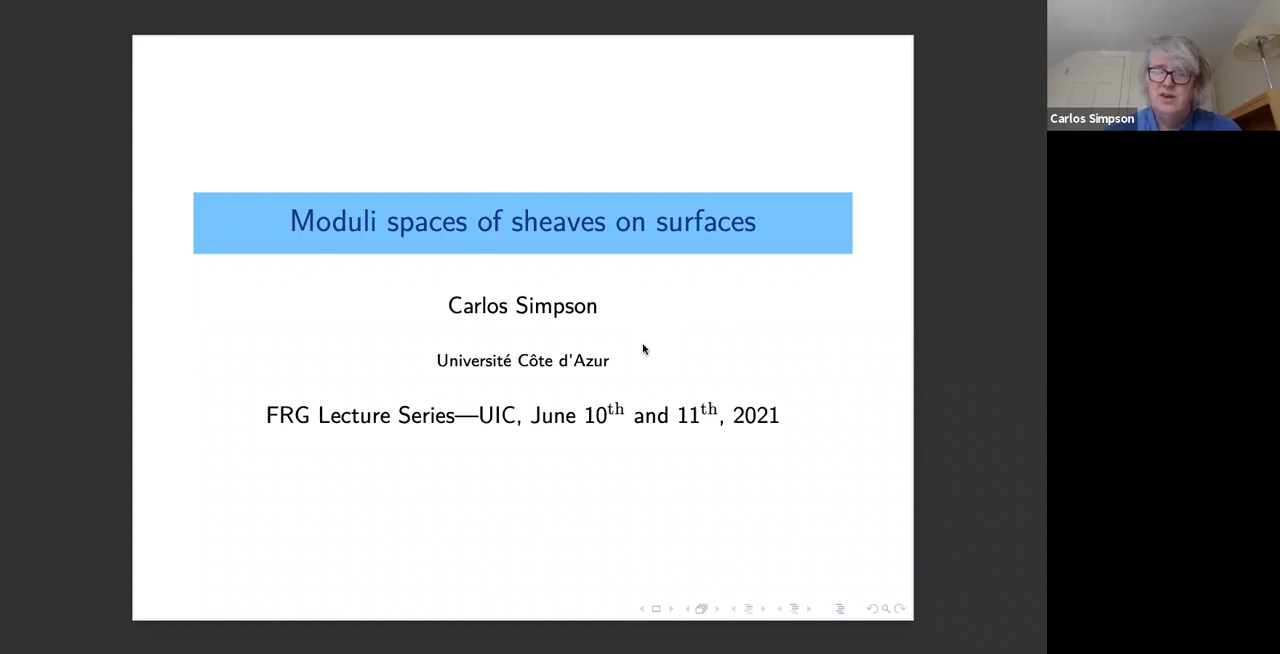 Moduli spaces of sheaves on surfaces
Carlos Simpson
Université Côte d'Azur
FRG Lecture Series—UIC, June 10th and 11th, 2021
Carlos Simpson